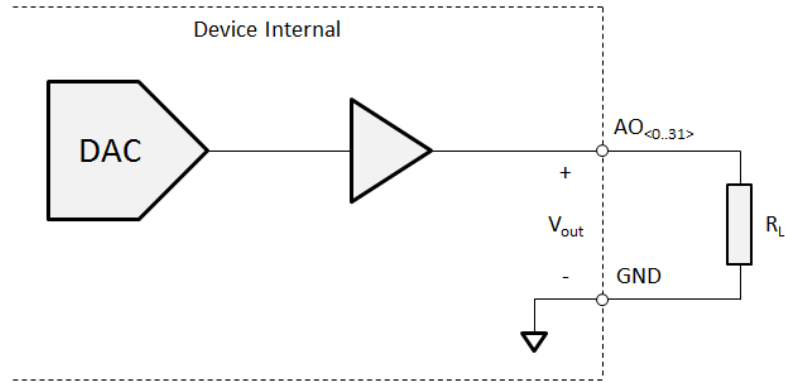 Device Internal
DAC
AO<0..31>
+
Vout
-
GND
RL